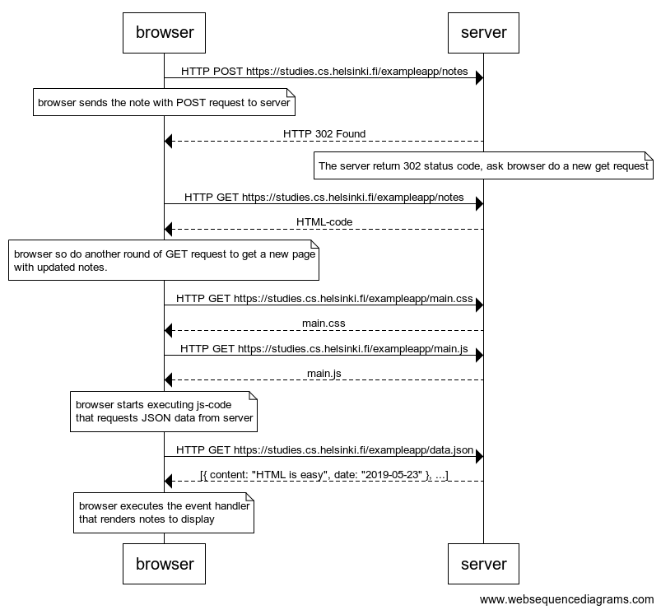 browser
server
HTTP POST https://studies.cs.helsinki.fi/exampleapp/notes
browser sends the note with POST request to server
HTTP 302 Found
The server return 302 status code, ask browser do a new get request
HTTP GET https://studies.cs.helsinki.fi/exampleapp/notes
HTML-code
browser so do another round of GET request to get a new page
with updated notes.
HTTP GET https://studies.cs.helsinki.fi/exampleapp/main.css
main.css
HTTP GET https://studies.cs.helsinki.fi/exampleapp/main.js
main.js
browser starts executing js-code
that requests JSON data from server
HTTP GET https://studies.cs.helsinki.fi/exampleapp/data.json
[{ content: "HTML is easy", date: "2019-05-23" }, ...]
browser executes the event handler
that renders notes to display
browser
server
www.websequencediagrams.com